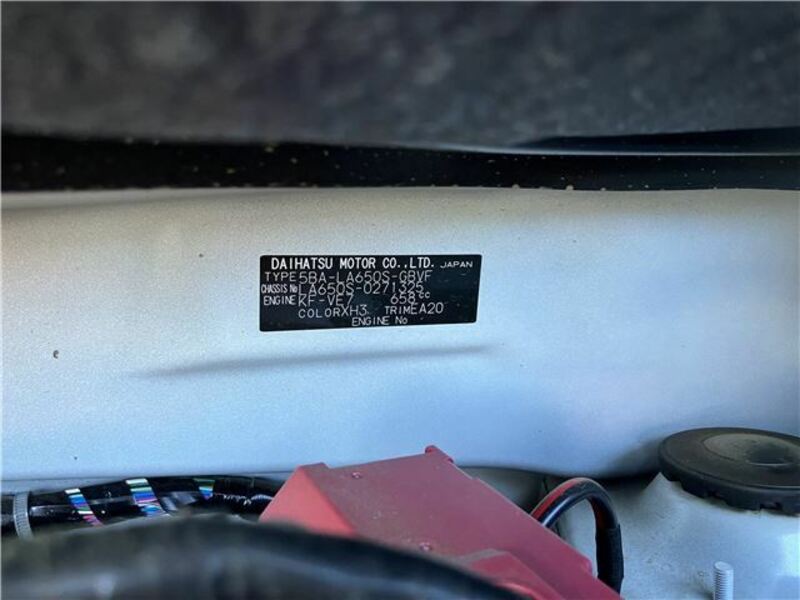 DAIHATSU MOTOR CO.,LTD. JAPAN
TYPE 5BA-LA650S-GBVF
CHASSIS No LA650S-0271325
ENGINE KF-VE7 658cc
COLOR XH3 TRIM EA20
ENGINE No